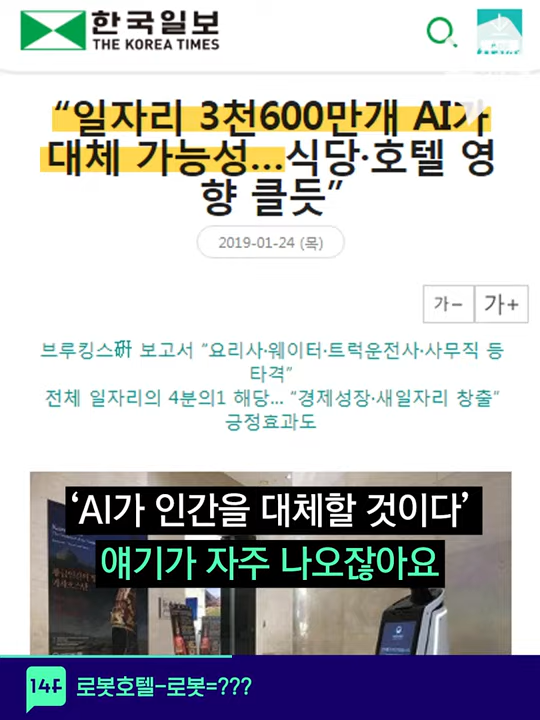 한국일보
THE KOREA TIMES
“일자리 3천600만개 AI가
대체 가능성...식당·호텔 영
향 클듯”
2019-01-24 (목)
가- 가+
브루킹스硏 보고서 “요리사·웨이터·트럭운전사·사무직 등
타격”
전체 일자리의 4분의1 해당... “경제성장·새일자리 창출”
긍정효과도
‘AI가 인간을 대체할 것이다’
얘기가 자주 나오잖아요
14F 로봇호텔-로봇=???